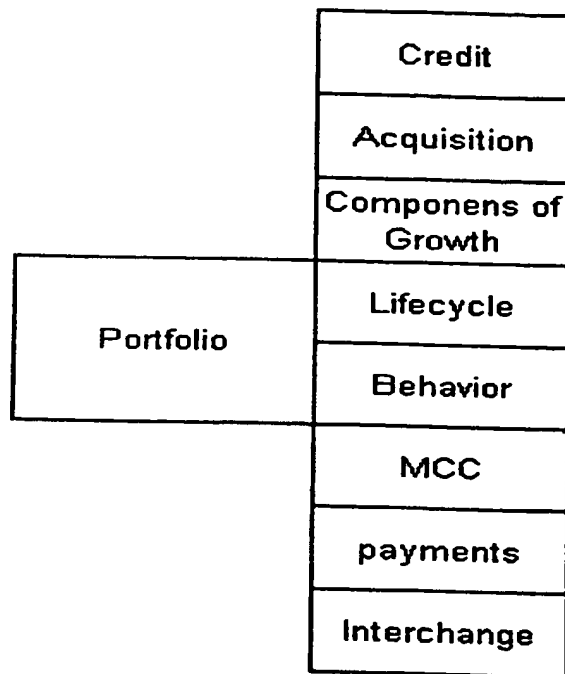 Credit
Acquisition
Componens of
Growth
Portfolio
Lifecycle
Behavior
MCC
payments
Interchange